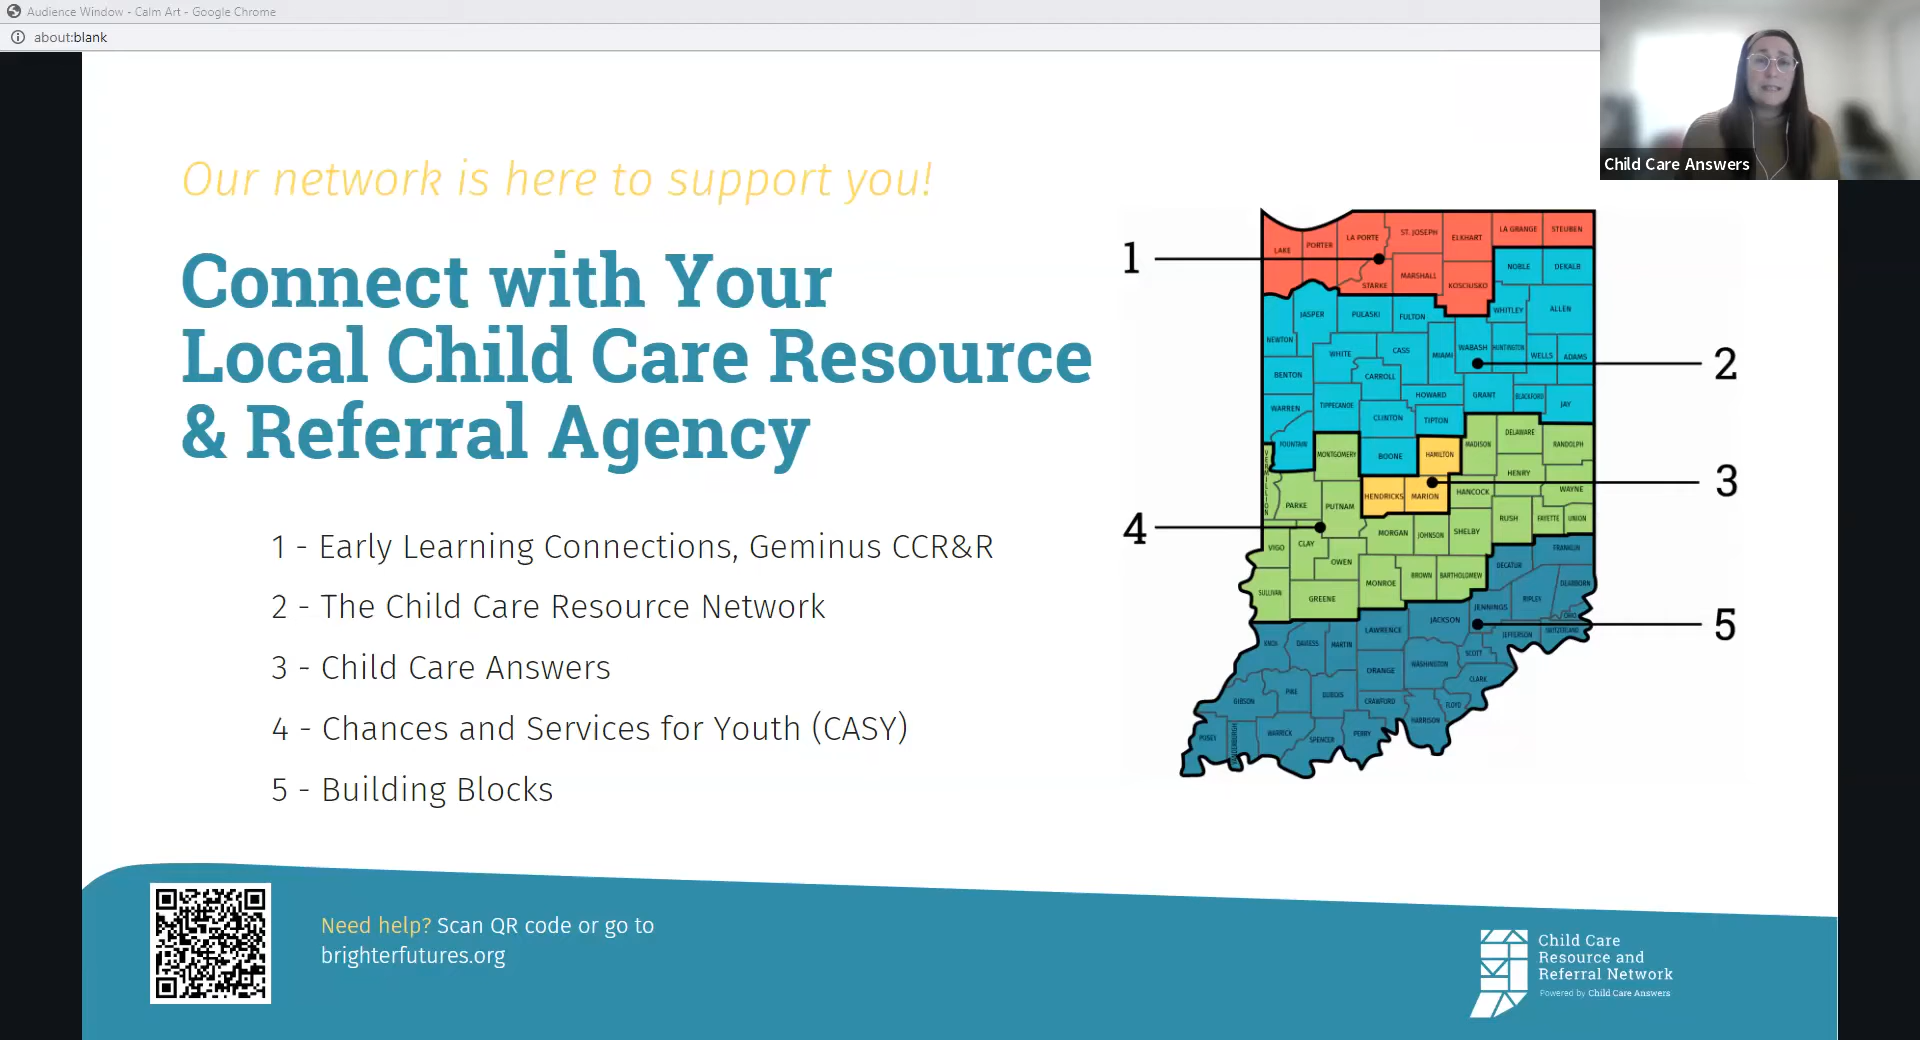 Audience Window - Calm Art - Google Chrome
about:blank
Child Care Answers
Our network is here to support you!
Connect with Your
Local Child Care Resource
& Referral Agency
1 - Early Learning Connections, Geminus CCR&R
2 - The Child Care Resource Network
3 - Child Care Answers
4 - Chances and Services for Youth (CASY)
5 - Building Blocks
1
2
3
4
5
LAKE
PORTER
LA PORTE
ST. JOSEPH
ELKHART
LA GRANGE
STEUBEN
STARKE
MARSHALL
KOSCIUSKO
NOBLE
DEKALB
JASPER
PULASKI
FULTON
WHITLEY
ALLEN
NEWTON
WHITE
CASS
MIAMI
WABASH
HUNTINGTON
WELLS
ADAMS
BENTON
CARROLL
HOWARD
GRANT
BLACKFORD
JAY
WARREN
TIPPECANOE
CLINTON
TIPTON
FOUNTAIN
MONTGOMERY
BOONE
HAMILTON
MADISON
DELAWARE
RANDOLPH
VERMILLION
PARKE
PUTNAM
HENDRICKS
MARION
HANCOCK
HENRY
WAYNE
RUSH
FAYETTE
UNION
VIGO
CLAY
OWEN
MORGAN
JOHNSON
SHELBY
SULLIVAN
GREENE
MONROE
BROWN
BARTHOLOMEW
DECATUR
FRANKLIN
DEARBORN
RIPLEY
JENNINGS
OHIO
SWITZERLAND
JEFFERSON
KNOX
DAVIESS
MARTIN
LAWRENCE
JACKSON
SCOTT
WASHINGTON
ORANGE
CLARK
GIBSON
PIKE
DUBOIS
CRAWFORD
FLOYD
HARRISON
POSEY
VANDERBURGH
WARRICK
SPENCER
PERRY
Need help? Scan QR code or go to
brighterfutures.org
Child Care
Resource and
Referral Network
Powered by Child Care Answers